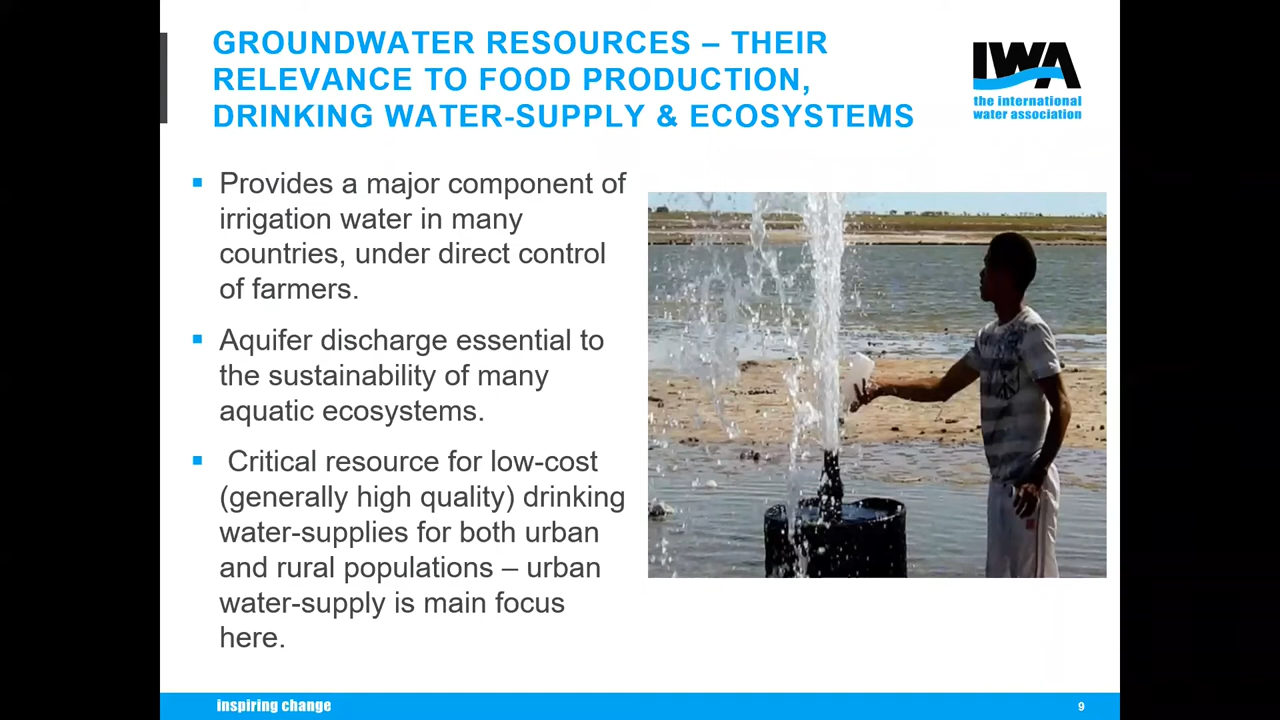 GROUNDWATER RESOURCES – THEIR
RELEVANCE TO FOOD PRODUCTION,
DRINKING WATER-SUPPLY & ECOSYSTEMS
IWA
the international
water association
▪ Provides a major component of
irrigation water in many
countries, under direct control
of farmers.
▪ Aquifer discharge essential to
the sustainability of many
aquatic ecosystems.
▪ Critical resource for low-cost
(generally high quality) drinking
water-supplies for both urban
and rural populations – urban
water-supply is main focus
here.
inspiring change
9